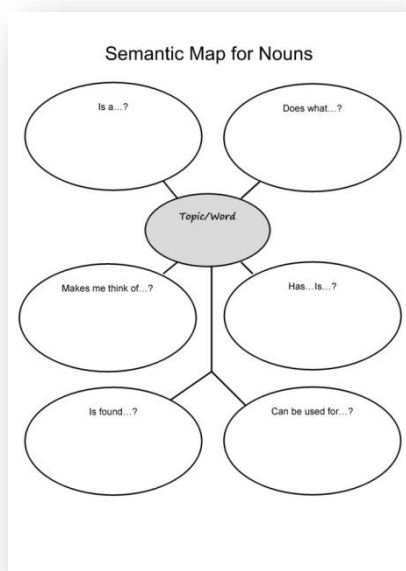 Semantic Map for Nouns
Is a...?
Does what...?
Topic/Word
Makes me think of...?
Has...Is...?
Is found...?
Can be used for...?